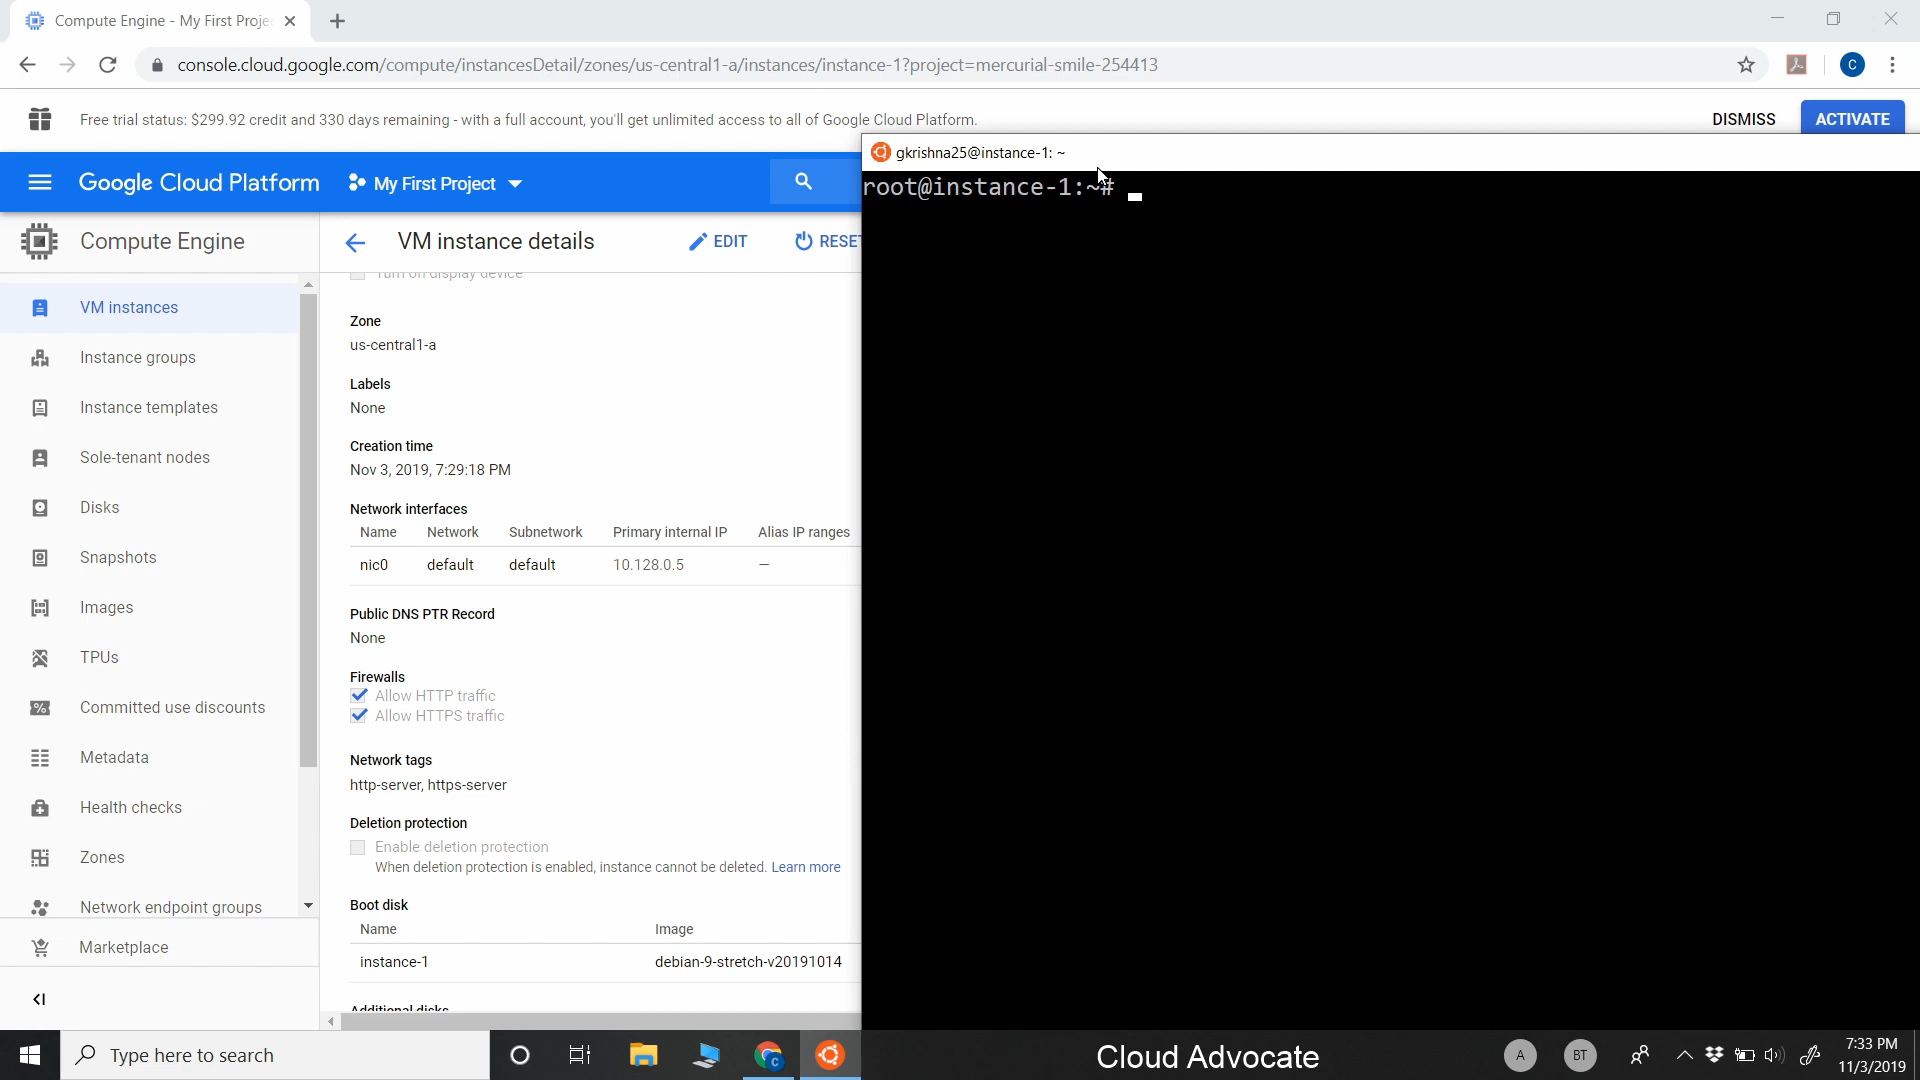 Compute Engine - My First Proje
console.cloud.google.com/compute/instancesDetail/zones/us-central1-a/instances/instance-1?project=mercurial-smile-254413
C
Free trial status: $299.92 credit and 330 days remaining - with a full account, you'll get unlimited access to all of Google Cloud Platform.
DISMISS
ACTIVATE
gkrishna25@instance-1: ~
root@instance-1:~#
Google Cloud Platform
My First Project
Compute Engine
VM instance details
EDIT
RESET
Turn on display device
VM instances
Instance groups
Instance templates
Sole-tenant nodes
Disks
Snapshots
Images
TPUs
Committed use discounts
Metadata
Health checks
Zones
Network endpoint groups
Marketplace
Zone
us-central1-a
Labels
None
Creation time
Nov 3, 2019, 7:29:18 PM
Network interfaces
Name Network Subnetwork Primary internal IP Alias IP ranges
nic0 default default 10.128.0.5 —
Public DNS PTR Record
None
Firewalls
Allow HTTP traffic
Allow HTTPS traffic
Network tags
http-server, https-server
Deletion protection
Enable deletion protection
When deletion protection is enabled, instance cannot be deleted. Learn more
Boot disk
Name Image
instance-1 debian-9-stretch-v20191014
Additional disks
Type here to search
Cloud Advocate
A
BT
7:33 PM
11/3/2019